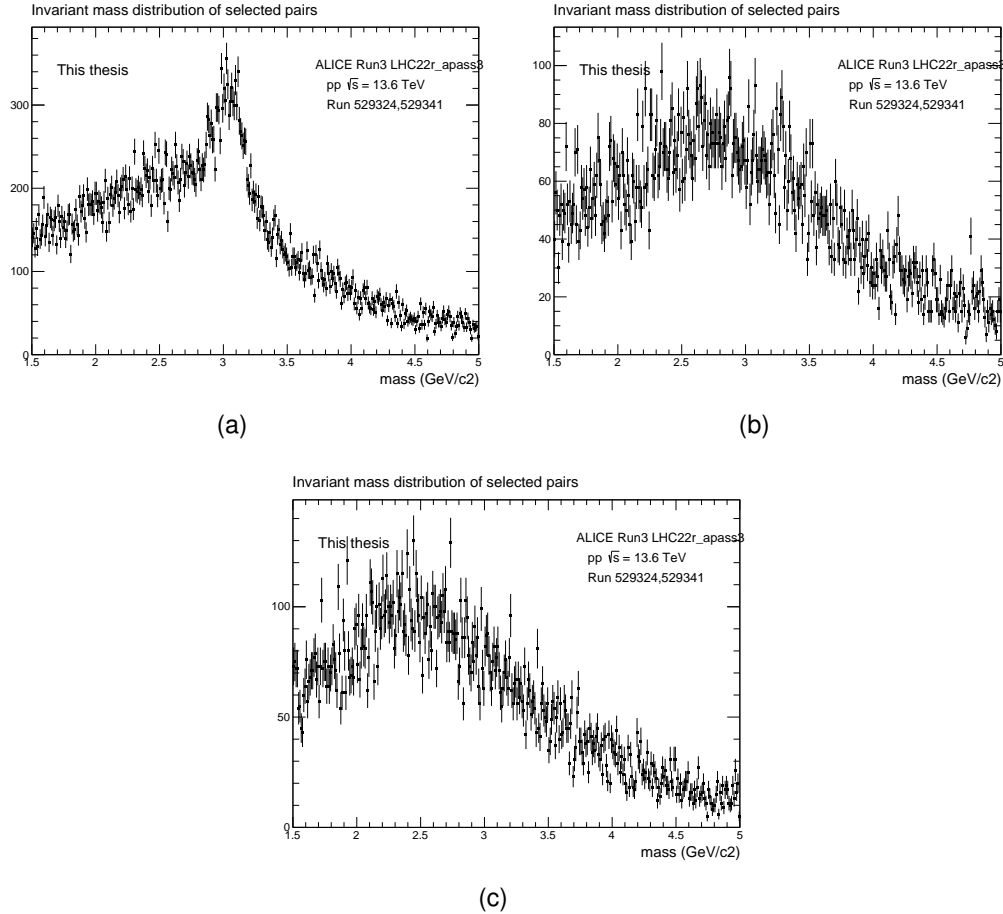 Invariant mass distribution of selected pairs
This thesis
ALICE Run3 LHC22r_apass3
pp √s = 13.6 TeV
Run 529324,529341
300
200
100
0
1.5 2 2.5 3 3.5 4 4.5 5
mass (GeV/c2)
(a)
Invariant mass distribution of selected pairs
This thesis
ALICE Run3 LHC22r_apass3
pp √s = 13.6 TeV
Run 529324,529341
100
80
60
40
20
0
1.5 2 2.5 3 3.5 4 4.5 5
mass (GeV/c2)
(b)
Invariant mass distribution of selected pairs
This thesis
ALICE Run3 LHC22r_apass3
pp √s = 13.6 TeV
Run 529324,529341
100
50
0
1.5 2 2.5 3 3.5 4 4.5 5
mass (GeV/c2)
(c)